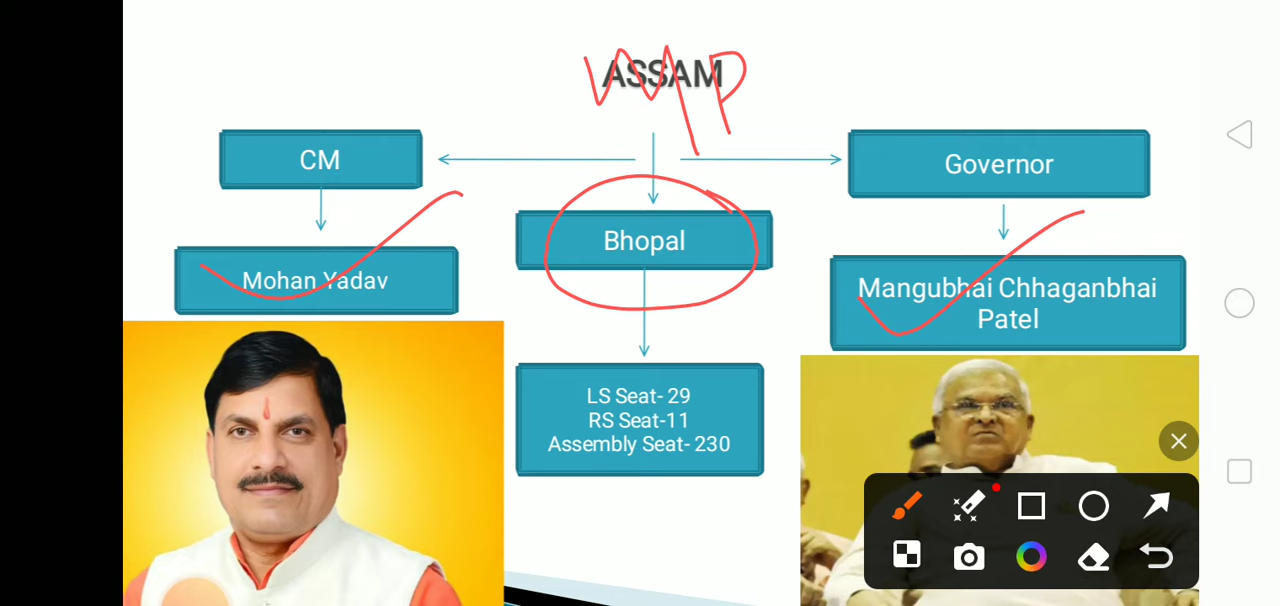 ASSAM
MP
CM
Governor
Bhopal
Mohan Yadav
Mangubhai Chhaganbhai
Patel
LS Seat- 29
RS Seat-11
Assembly Seat- 230